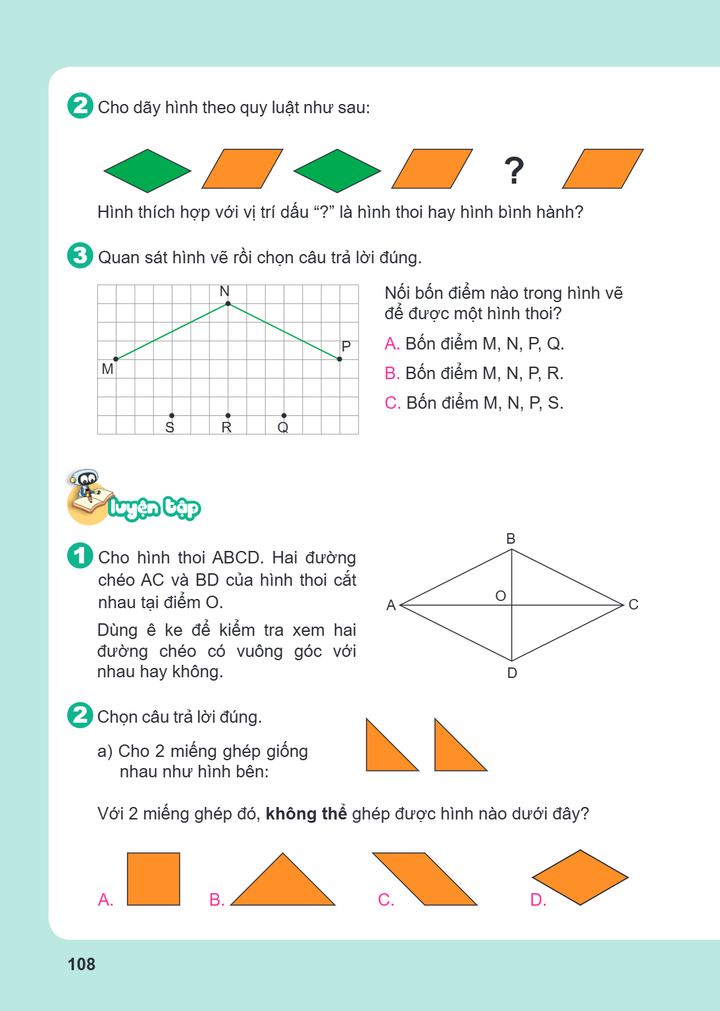 2 Cho dãy hình theo quy luật như sau:
?
Hình thích hợp với vị trí dấu “?” là hình thoi hay hình bình hành?
3 Quan sát hình vẽ rồi chọn câu trả lời đúng.
N
P
M
S R Q
Nối bốn điểm nào trong hình vẽ
để được một hình thoi?
A. Bốn điểm M, N, P, Q.
B. Bốn điểm M, N, P, R.
C. Bốn điểm M, N, P, S.
luyện tập
1 Cho hình thoi ABCD. Hai đường
chéo AC và BD của hình thoi cắt
nhau tại điểm O.
Dùng ê ke để kiểm tra xem hai
đường chéo có vuông góc với
nhau hay không.
B
O
A
C
D
2 Chọn câu trả lời đúng.
a) Cho 2 miếng ghép giống
nhau như hình bên:
Với 2 miếng ghép đó, không thể ghép được hình nào dưới đây?
A. B. C. D.
108